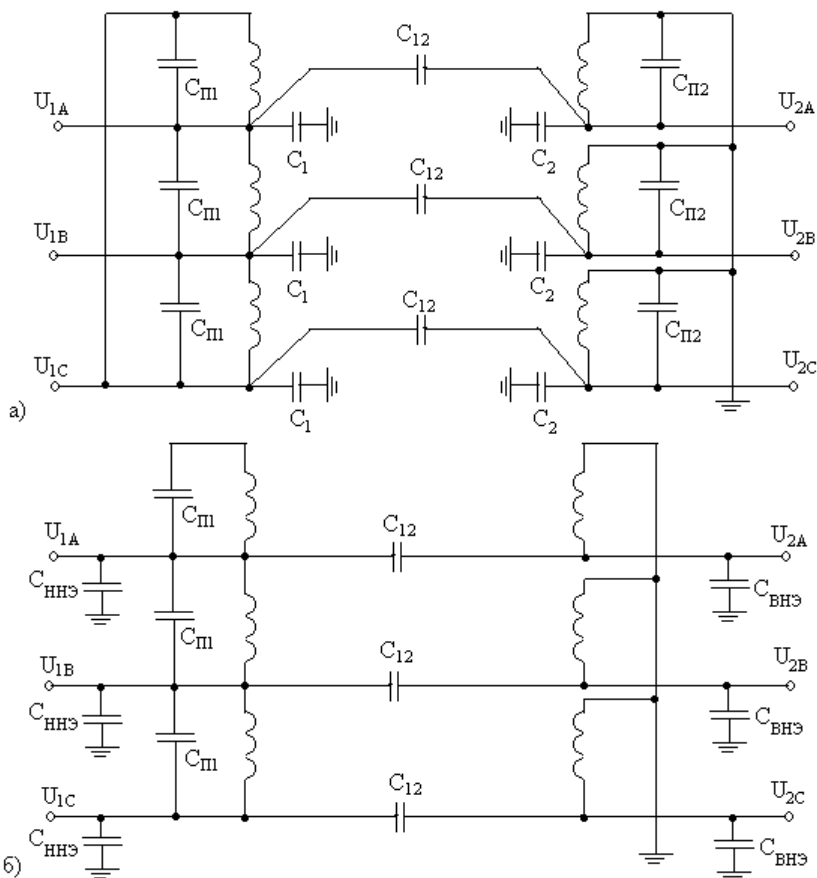 C12
CП1 CП2
U1A U2A
C1 C2
C12
CП1 CП2
U1B U2B
C1 C2
C12
CП1 CП2
U1C U2C
C1 C2
а)
CП1
C12
U1A U2A
CННЭ CВНЭ
CП1
C12
U1B U2B
CННЭ CВНЭ
CП1
C12
U1C U2C
CННЭ CВНЭ
б)